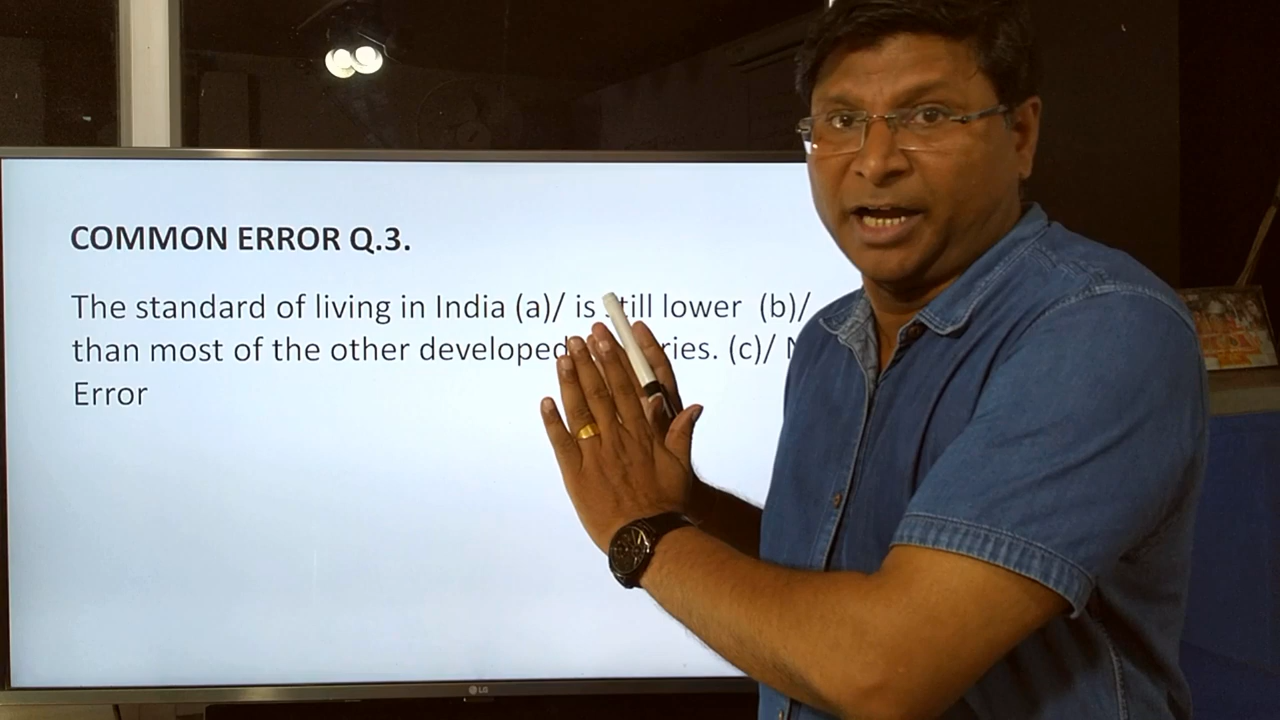 COMMON ERROR Q.3.
The standard of living in India (a)/ is still lower (b)/
than most of the other developed (c)/
Error
LG